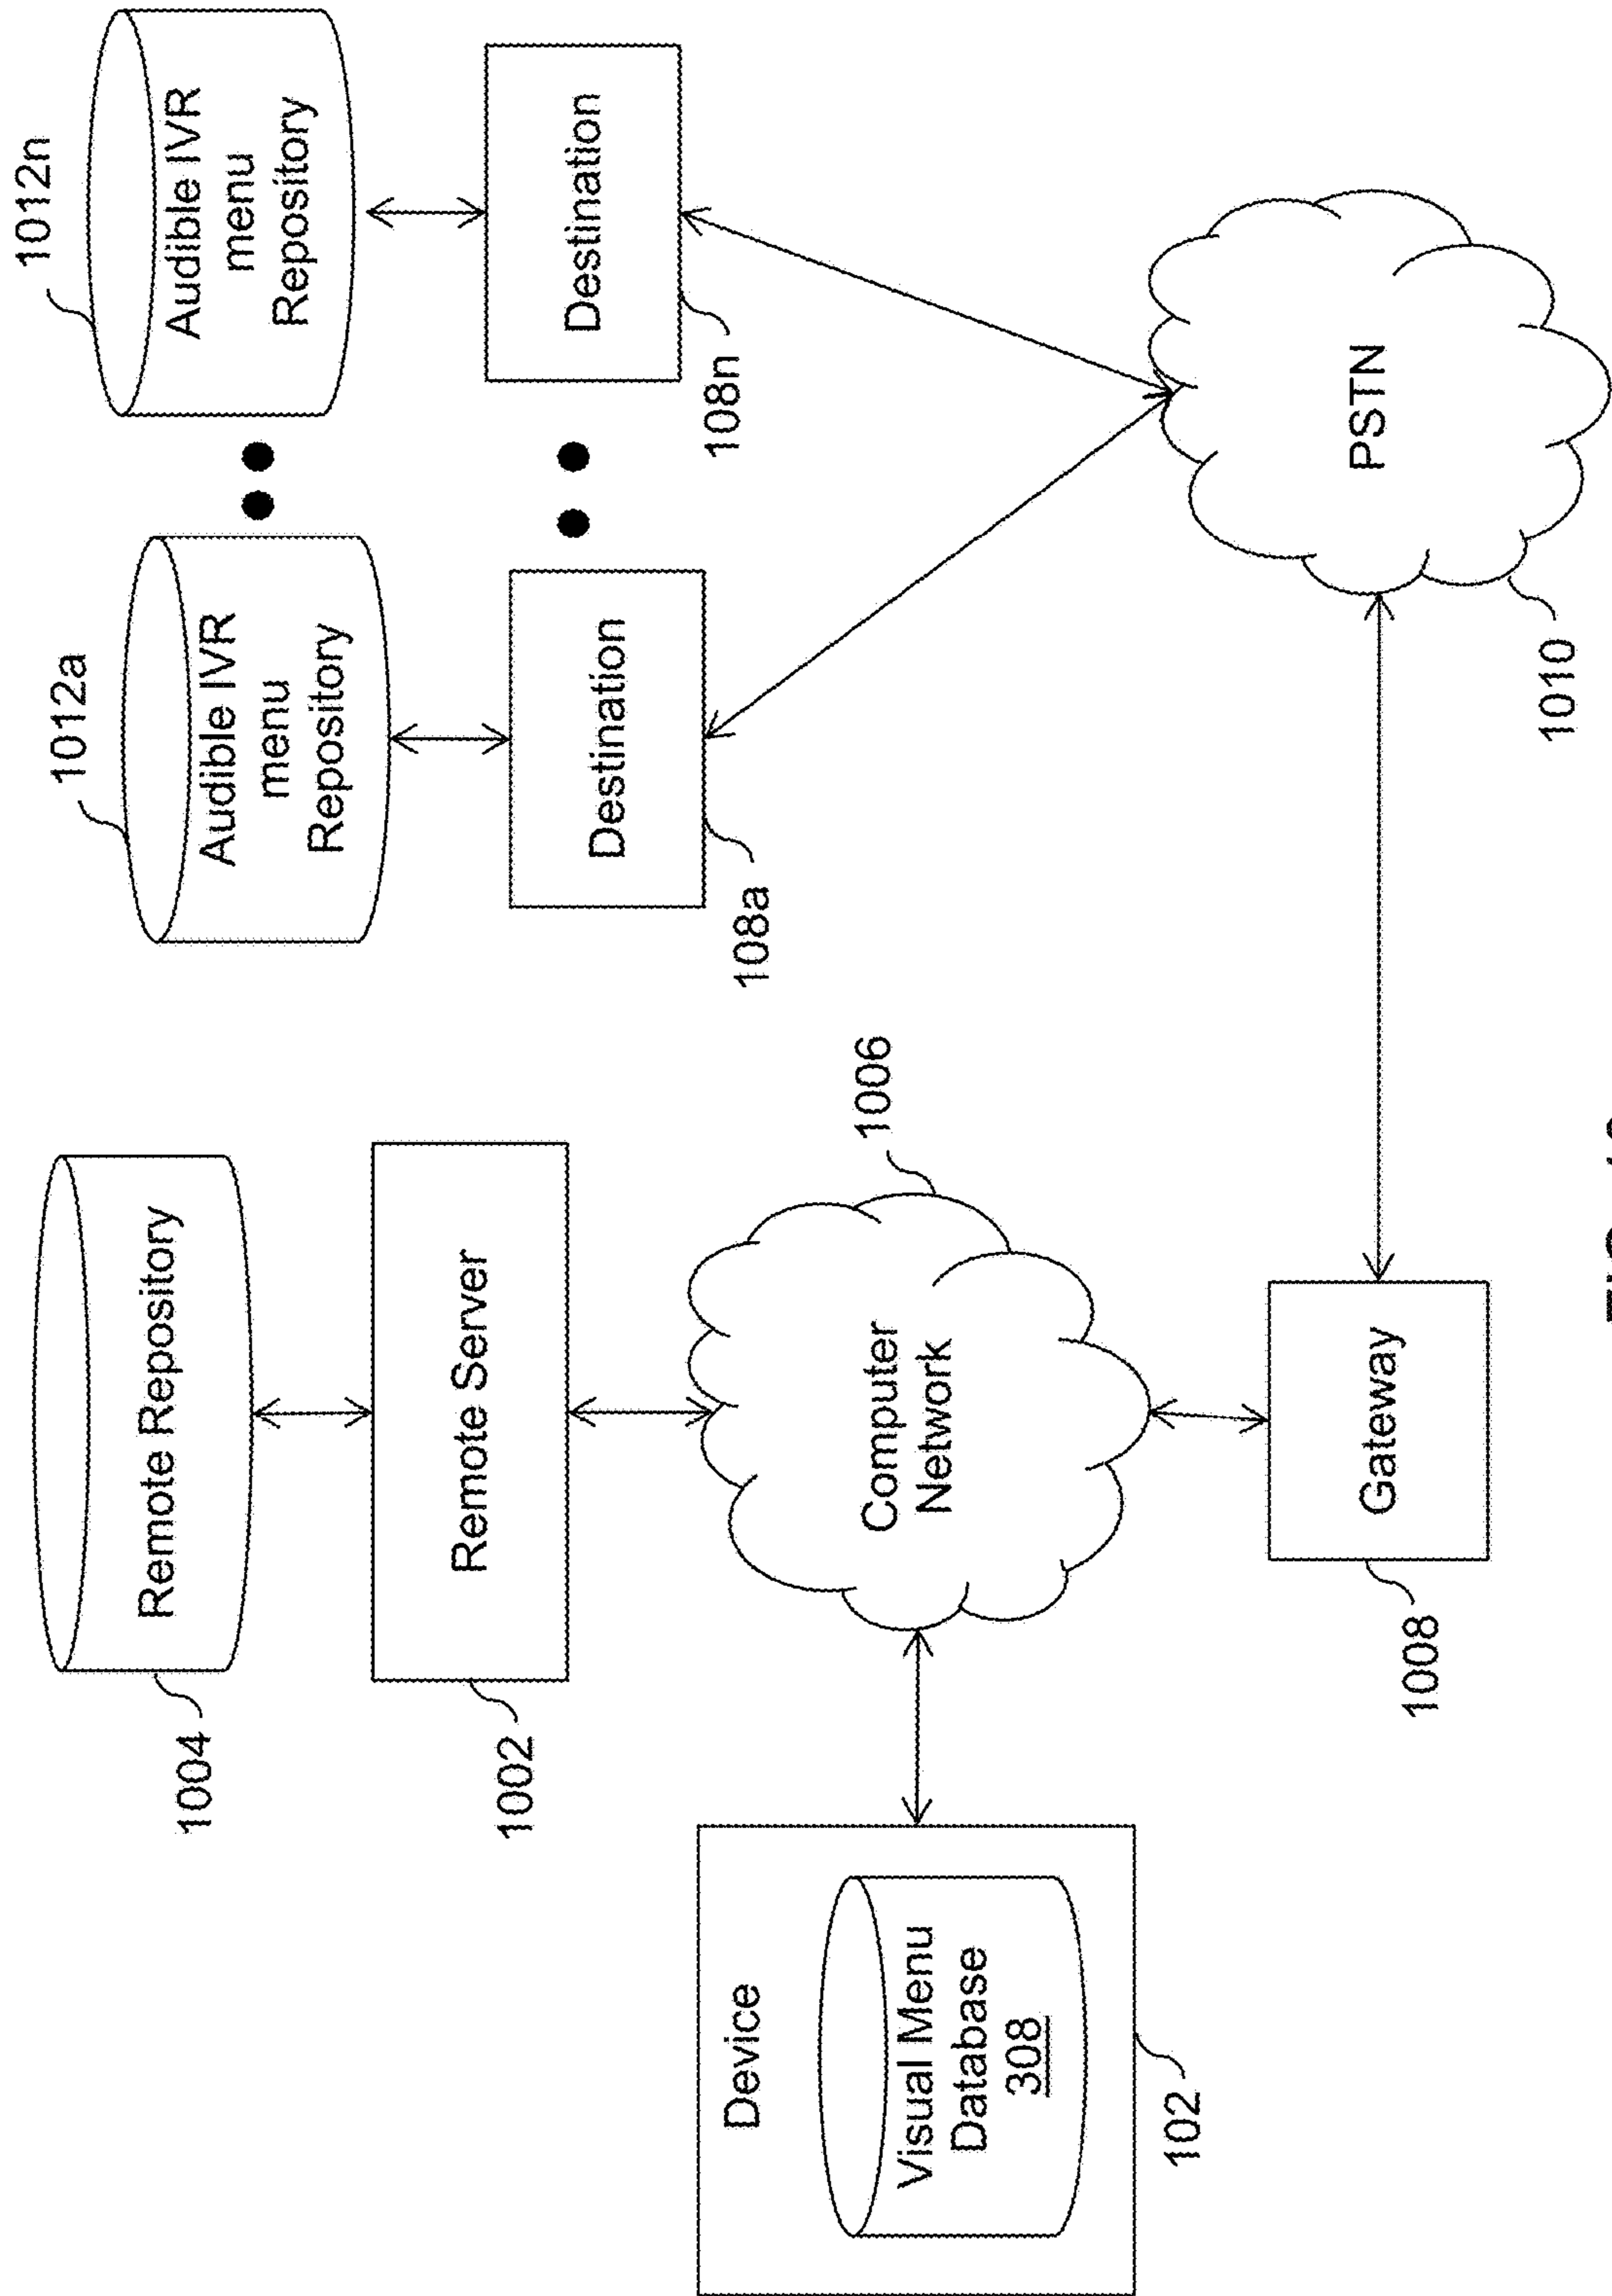 1004
Remote Repository
1002
Remote Server
Device
Visual Menu
Database
308
102
Computer
Network
1006
1008
Gateway
1012a
Audible IVR
menu
Repository
1012n
Audible IVR
menu
Repository
Destination
108a
Destination
108n
PSTN
1010